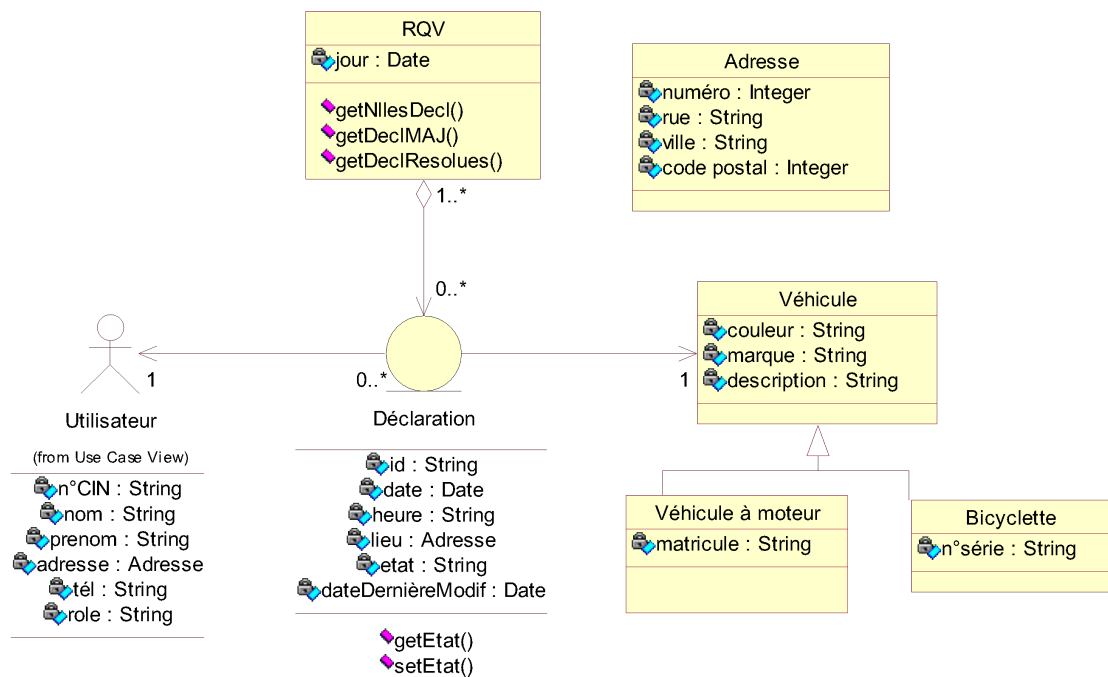 RQV
jour : Date
getNllesDecl()
getDeclMAJ()
getDeclResolues()
1..*
0..*
Adresse
numéro : Integer
rue : String
ville : String
code postal : Integer
Véhicule
couleur : String
marque : String
description : String
1
0..*
1
Utilisateur
(from Use Case View)
n°CIN : String
nom : String
prenom : String
adresse : Adresse
tél : String
role : String
Déclaration
id : String
date : Date
heure : String
lieu : Adresse
etat : String
dateDernièreModif : Date
getEtat()
setEtat()
Véhicule à moteur
matricule : String
Bicyclette
n°série : String